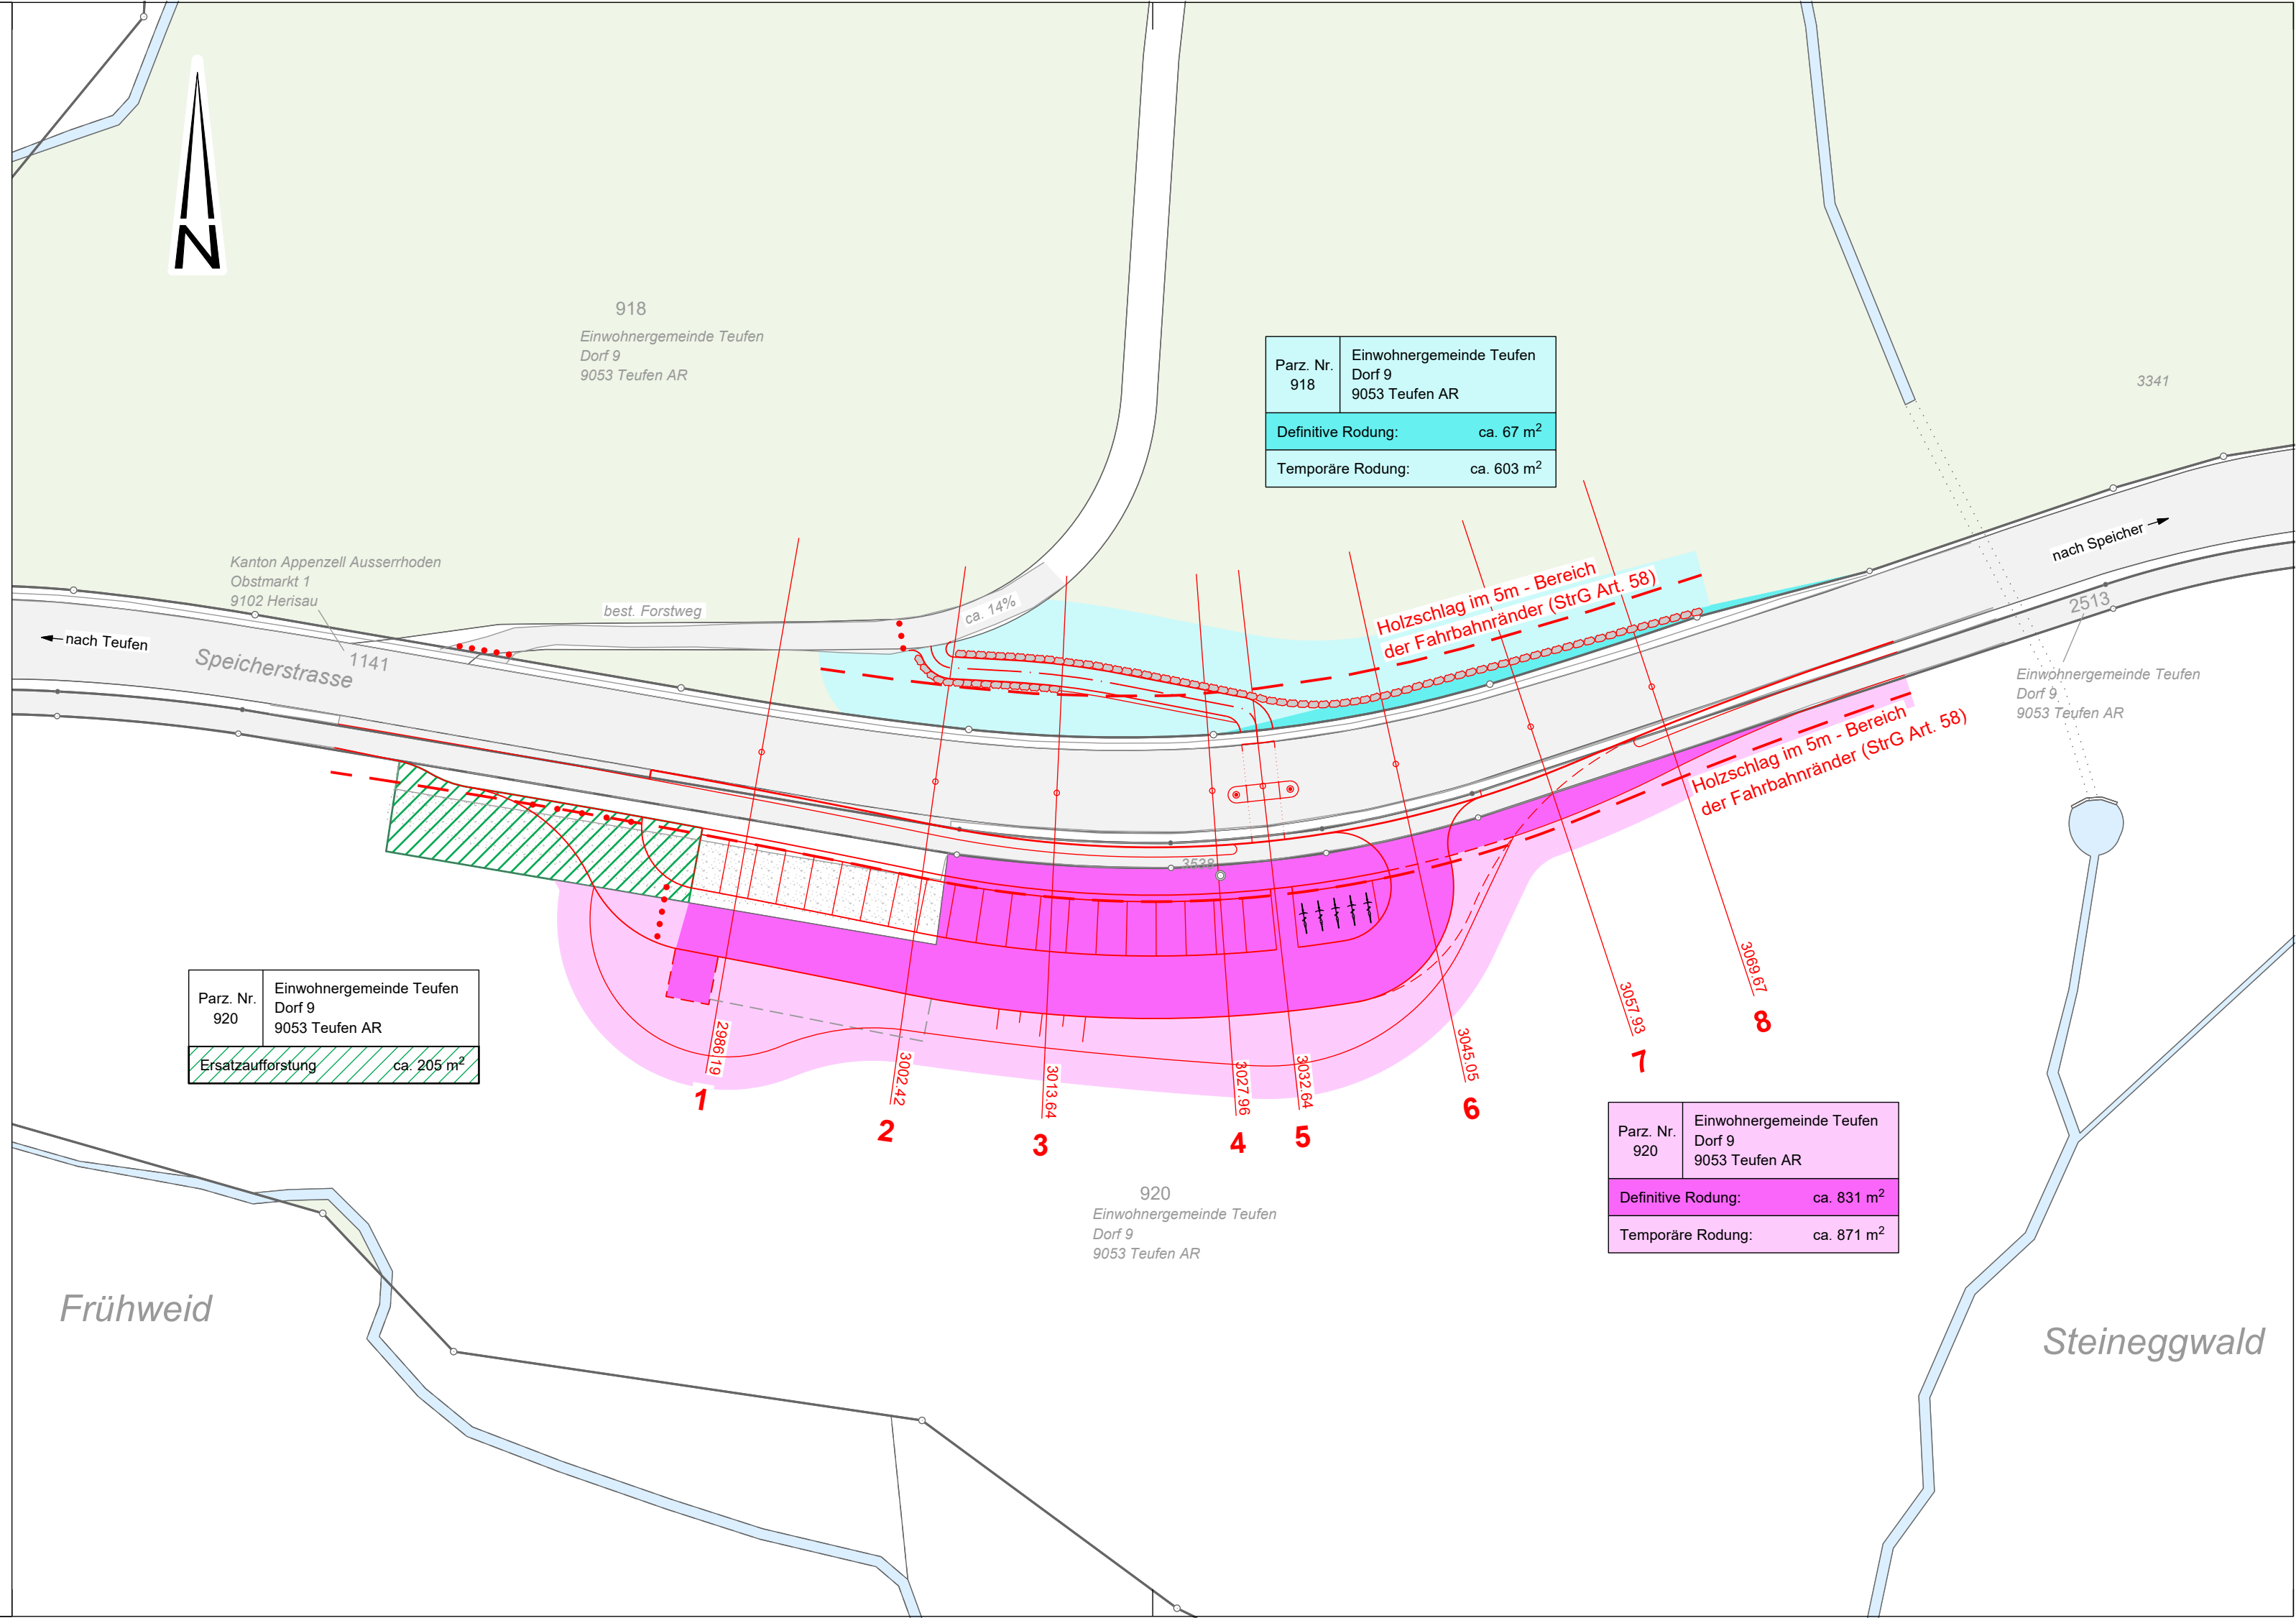 N
918
Einwohnergemeinde Teufen
Dorf 9
9053 Teufen AR
Parz. Nr.
918
Einwohnergemeinde Teufen
Dorf 9
9053 Teufen AR
Definitive Rodung: ca. 67 m²
Temporäre Rodung: ca. 603 m²
3341
nach Speicher
Kanton Appenzell Ausserrhoden
Obstmarkt 1
9102 Herisau
best. Forstweg
ca. 14%
Holzschlag im 5m - Bereich
der Fahrbahnränder (StrG Art. 58)
2513
nach Teufen
Speicherstrasse
1141
Einwohnergemeinde Teufen
Dorf 9
9053 Teufen AR
Holzschlag im 5m - Bereich
der Fahrbahnränder (StrG Art. 58)
3538
Parz. Nr.
920
Einwohnergemeinde Teufen
Dorf 9
9053 Teufen AR
Ersatzaufforstung ca. 205 m²
2986.19
1
3002.42
2
3013.64
3
3027.96
4
3032.64
5
3045.05
6
3057.93
7
3069.67
8
Parz. Nr.
920
Einwohnergemeinde Teufen
Dorf 9
9053 Teufen AR
Definitive Rodung: ca. 831 m²
Temporäre Rodung: ca. 871 m²
920
Einwohnergemeinde Teufen
Dorf 9
9053 Teufen AR
Frühweid
Steineggwald